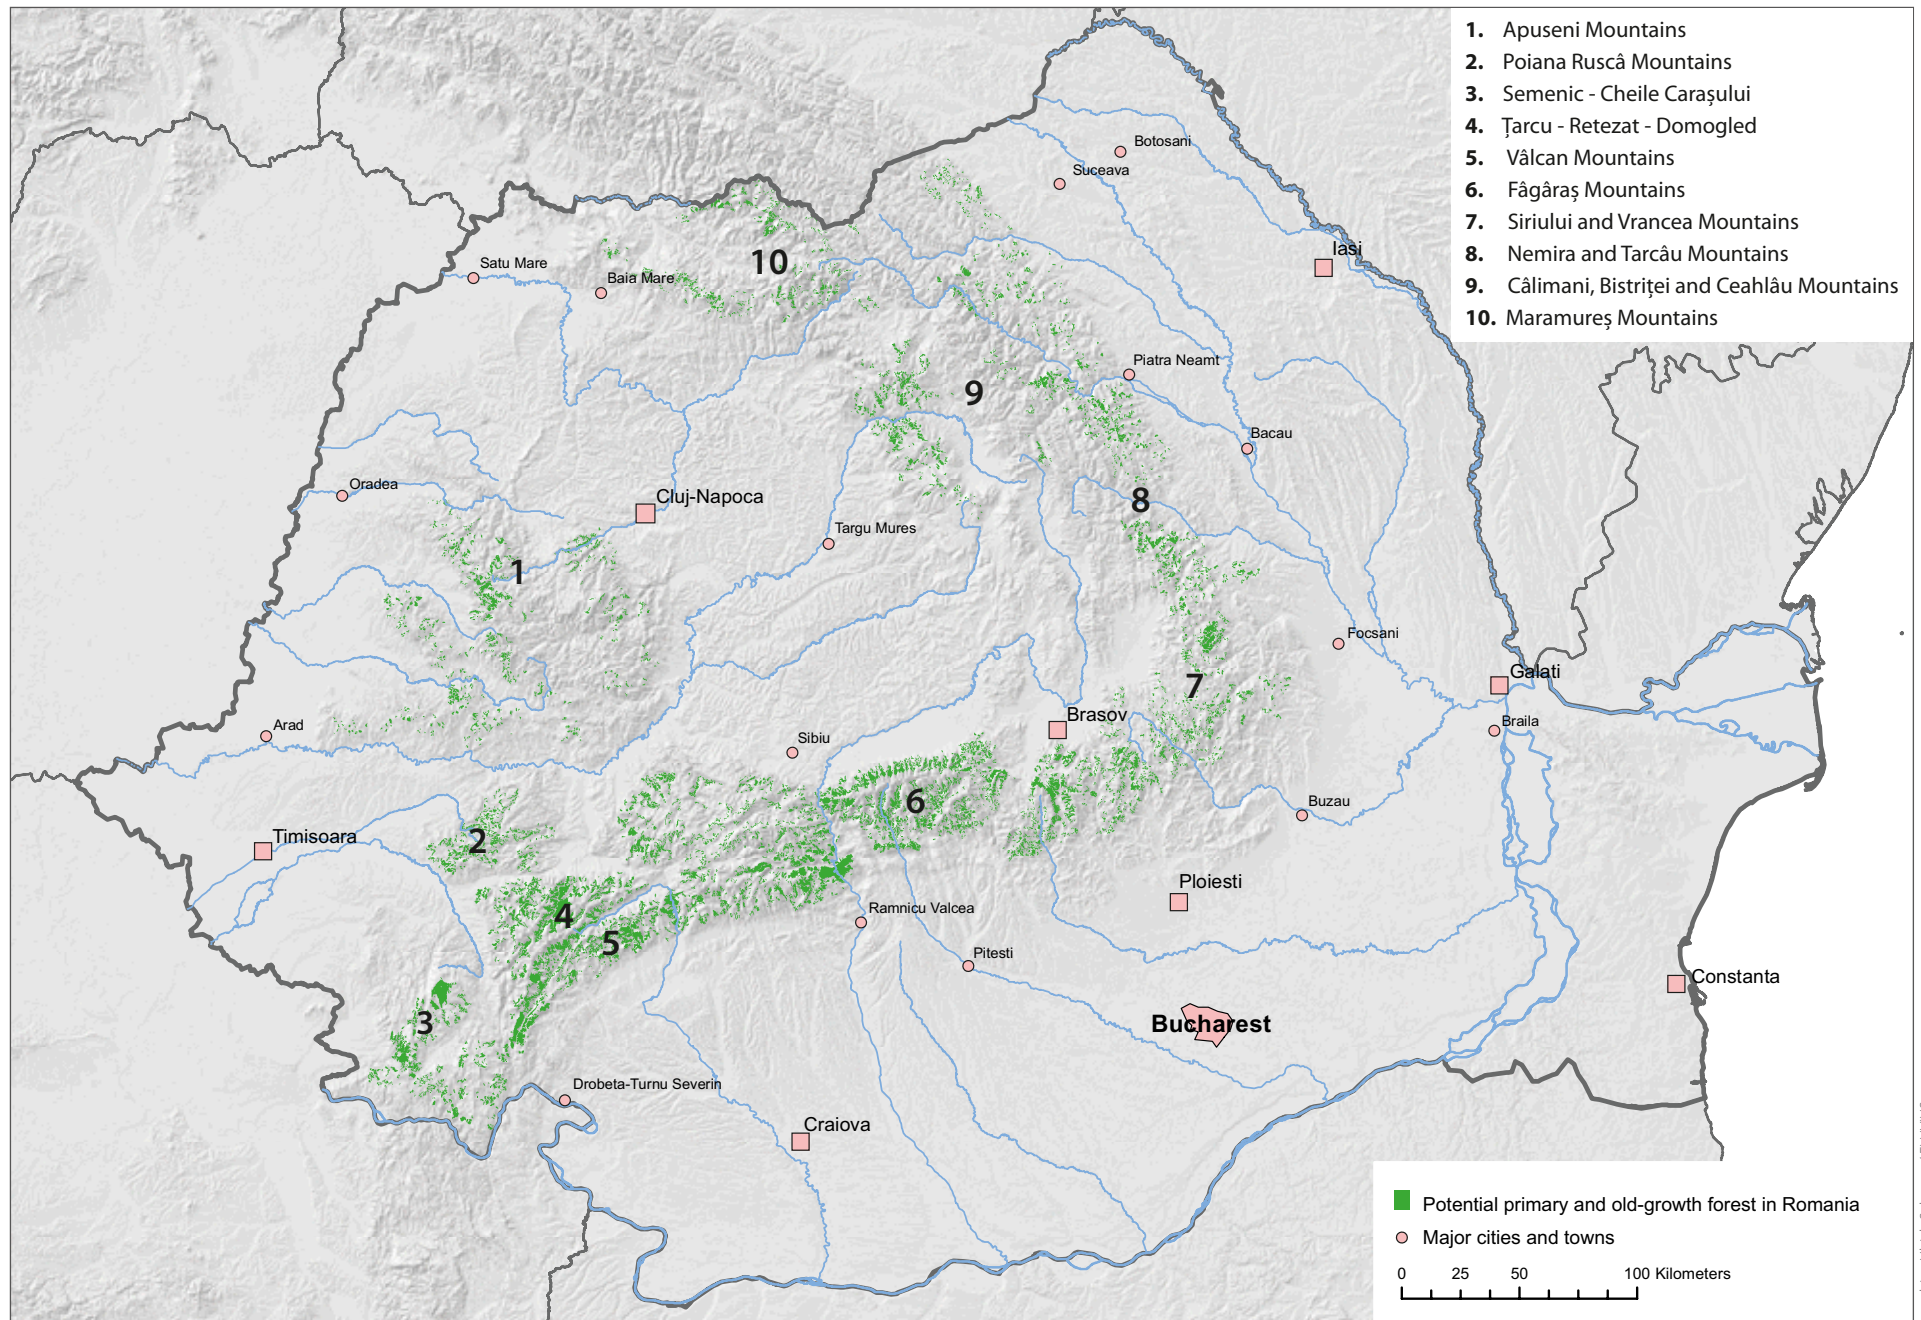 1. Apuseni Mountains
2. Poiana Ruscâ Mountains
3. Semenic - Cheile Carașului
4. Țarcu - Retezat - Domogled
5. Vâlcan Mountains
6. Fâgâraș Mountains
7. Siriului and Vrancea Mountains
8. Nemira and Tarcâu Mountains
9. Câlimani, Bistriței and Ceahlâu Mountains
10. Maramureș Mountains
Botosani
Suceava
Iasi
10
Satu Mare
Baia Mare
Piatra Neamt
9
Bacau
Oradea
Cluj-Napoca
8
Targu Mures
1
Focsani
Galati
7
Brasov
Braila
Arad
Sibiu
6
Buzau
Timisoara
2
Ploiesti
4
Ramnicu Valcea
5
Pitesti
Constanta
3
Bucharest
Drobeta-Turnu Severin
Craiova
Potential primary and old-growth forest in Romania
Major cities and towns
0 25 50 100 Kilometers